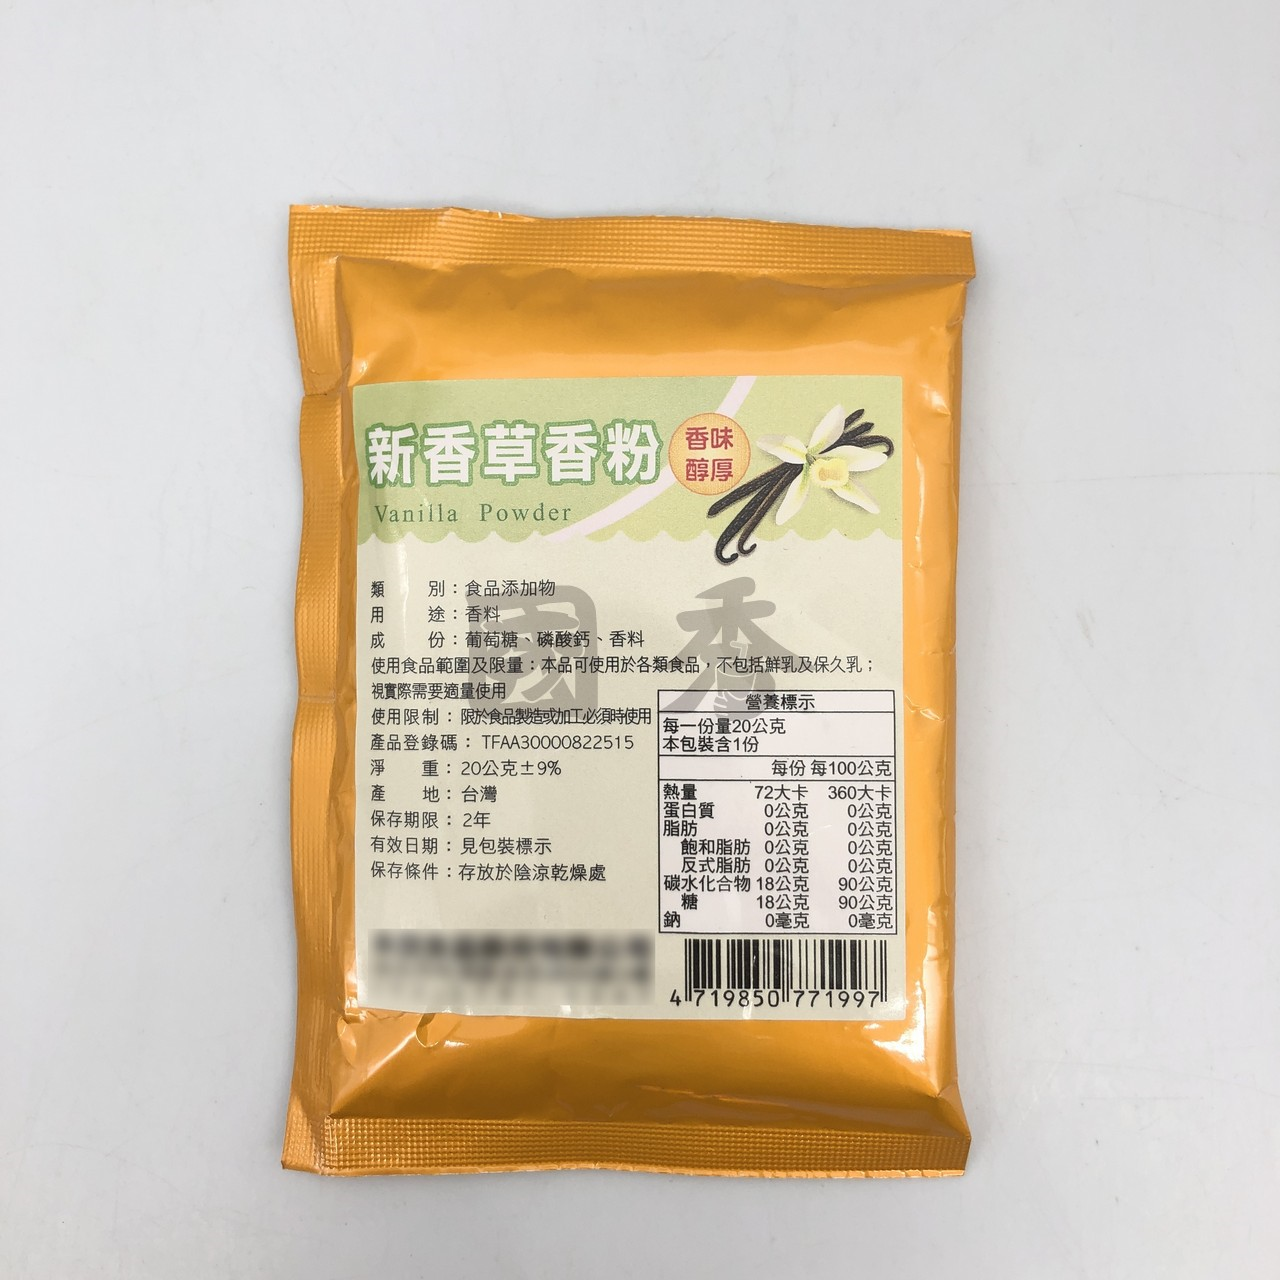 新香草香粉
香味
醇厚
Vanilla Powder
類 別：食品添加物
用 途：香料
成 份：葡萄糖、磷酸鈣、香料
使用食品範圍及限量：本品可使用於各類食品，不包括鮮乳及保久乳；
視實際需要適量使用
使用限制：限於食品製造或加工必須時使用
產品登錄碼：TFAA30000822515
淨 重：20公克±9%
產 地：台灣
保存期限：2年
有效日期：見包裝標示
保存條件：存放於陰涼乾燥處
國香
營養標示
每一份量20公克
本包裝含1份
每份 每100公克
熱量 72大卡 360大卡
蛋白質 0公克 0公克
脂肪 0公克 0公克
飽和脂肪 0公克 0公克
反式脂肪 0公克 0公克
碳水化合物 18公克 90公克
糖 18公克 90公克
鈉 0毫克 0毫克
4 719850 771997